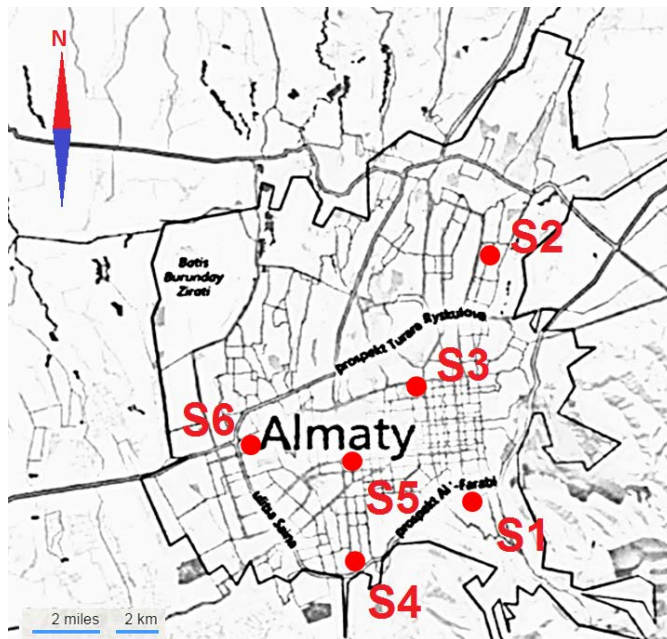 N
S2
Batis
Burunday
Zirati
prospekt Turara Ryskulova
S3
S6
Almaty
S5
prospekt Al'-Farabi
ulitsa Saina
S1
S4
2 miles
2 km